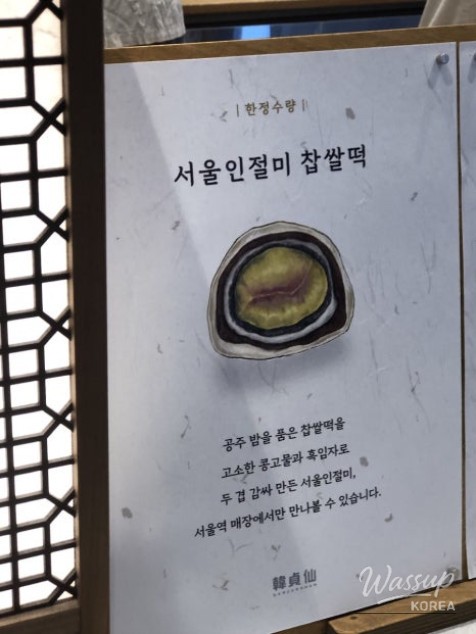 | 한정수량 |
서울인절미 찹쌀떡
공주 밤을 품은 찹쌀떡을
고소한 콩고물과 흑임자로
두 겹 감싸 만든 서울인절미,
서울역 매장에서만 만나볼 수 있습니다.
韓貞仙
Wassup
KOREA